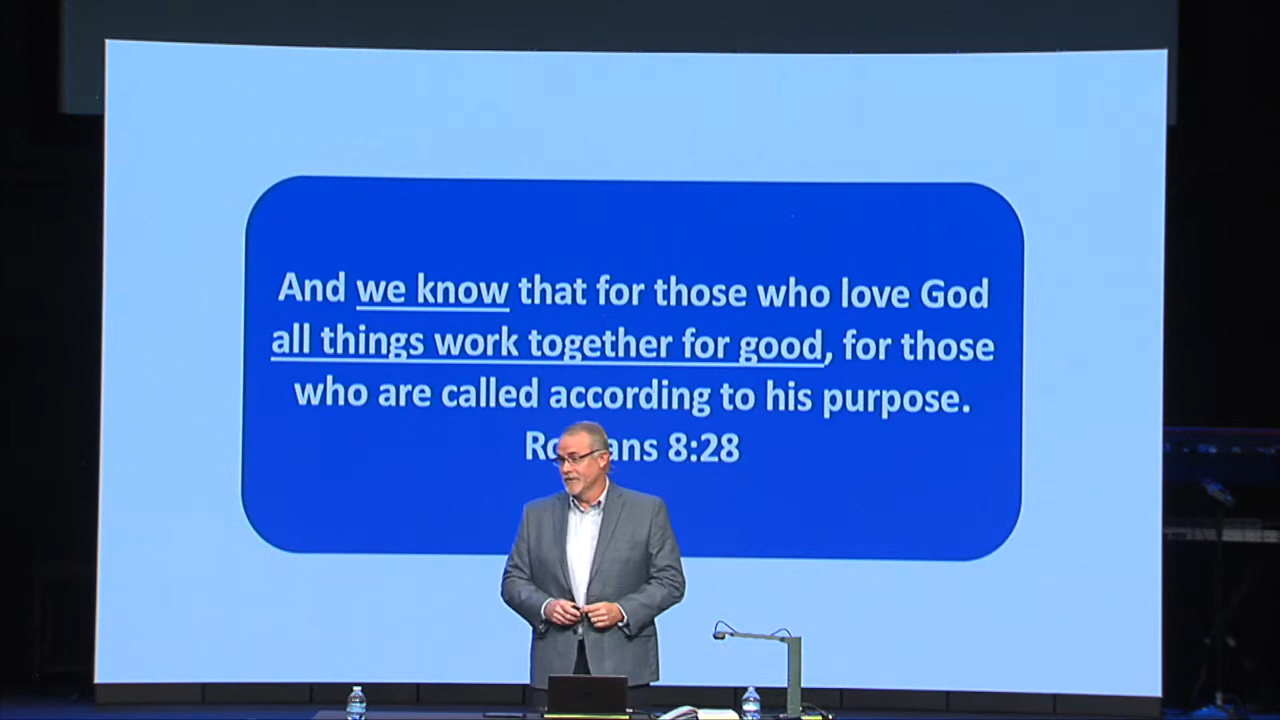 And we know that for those who love God
all things work together for good, for those
who are called according to his purpose.
8:28